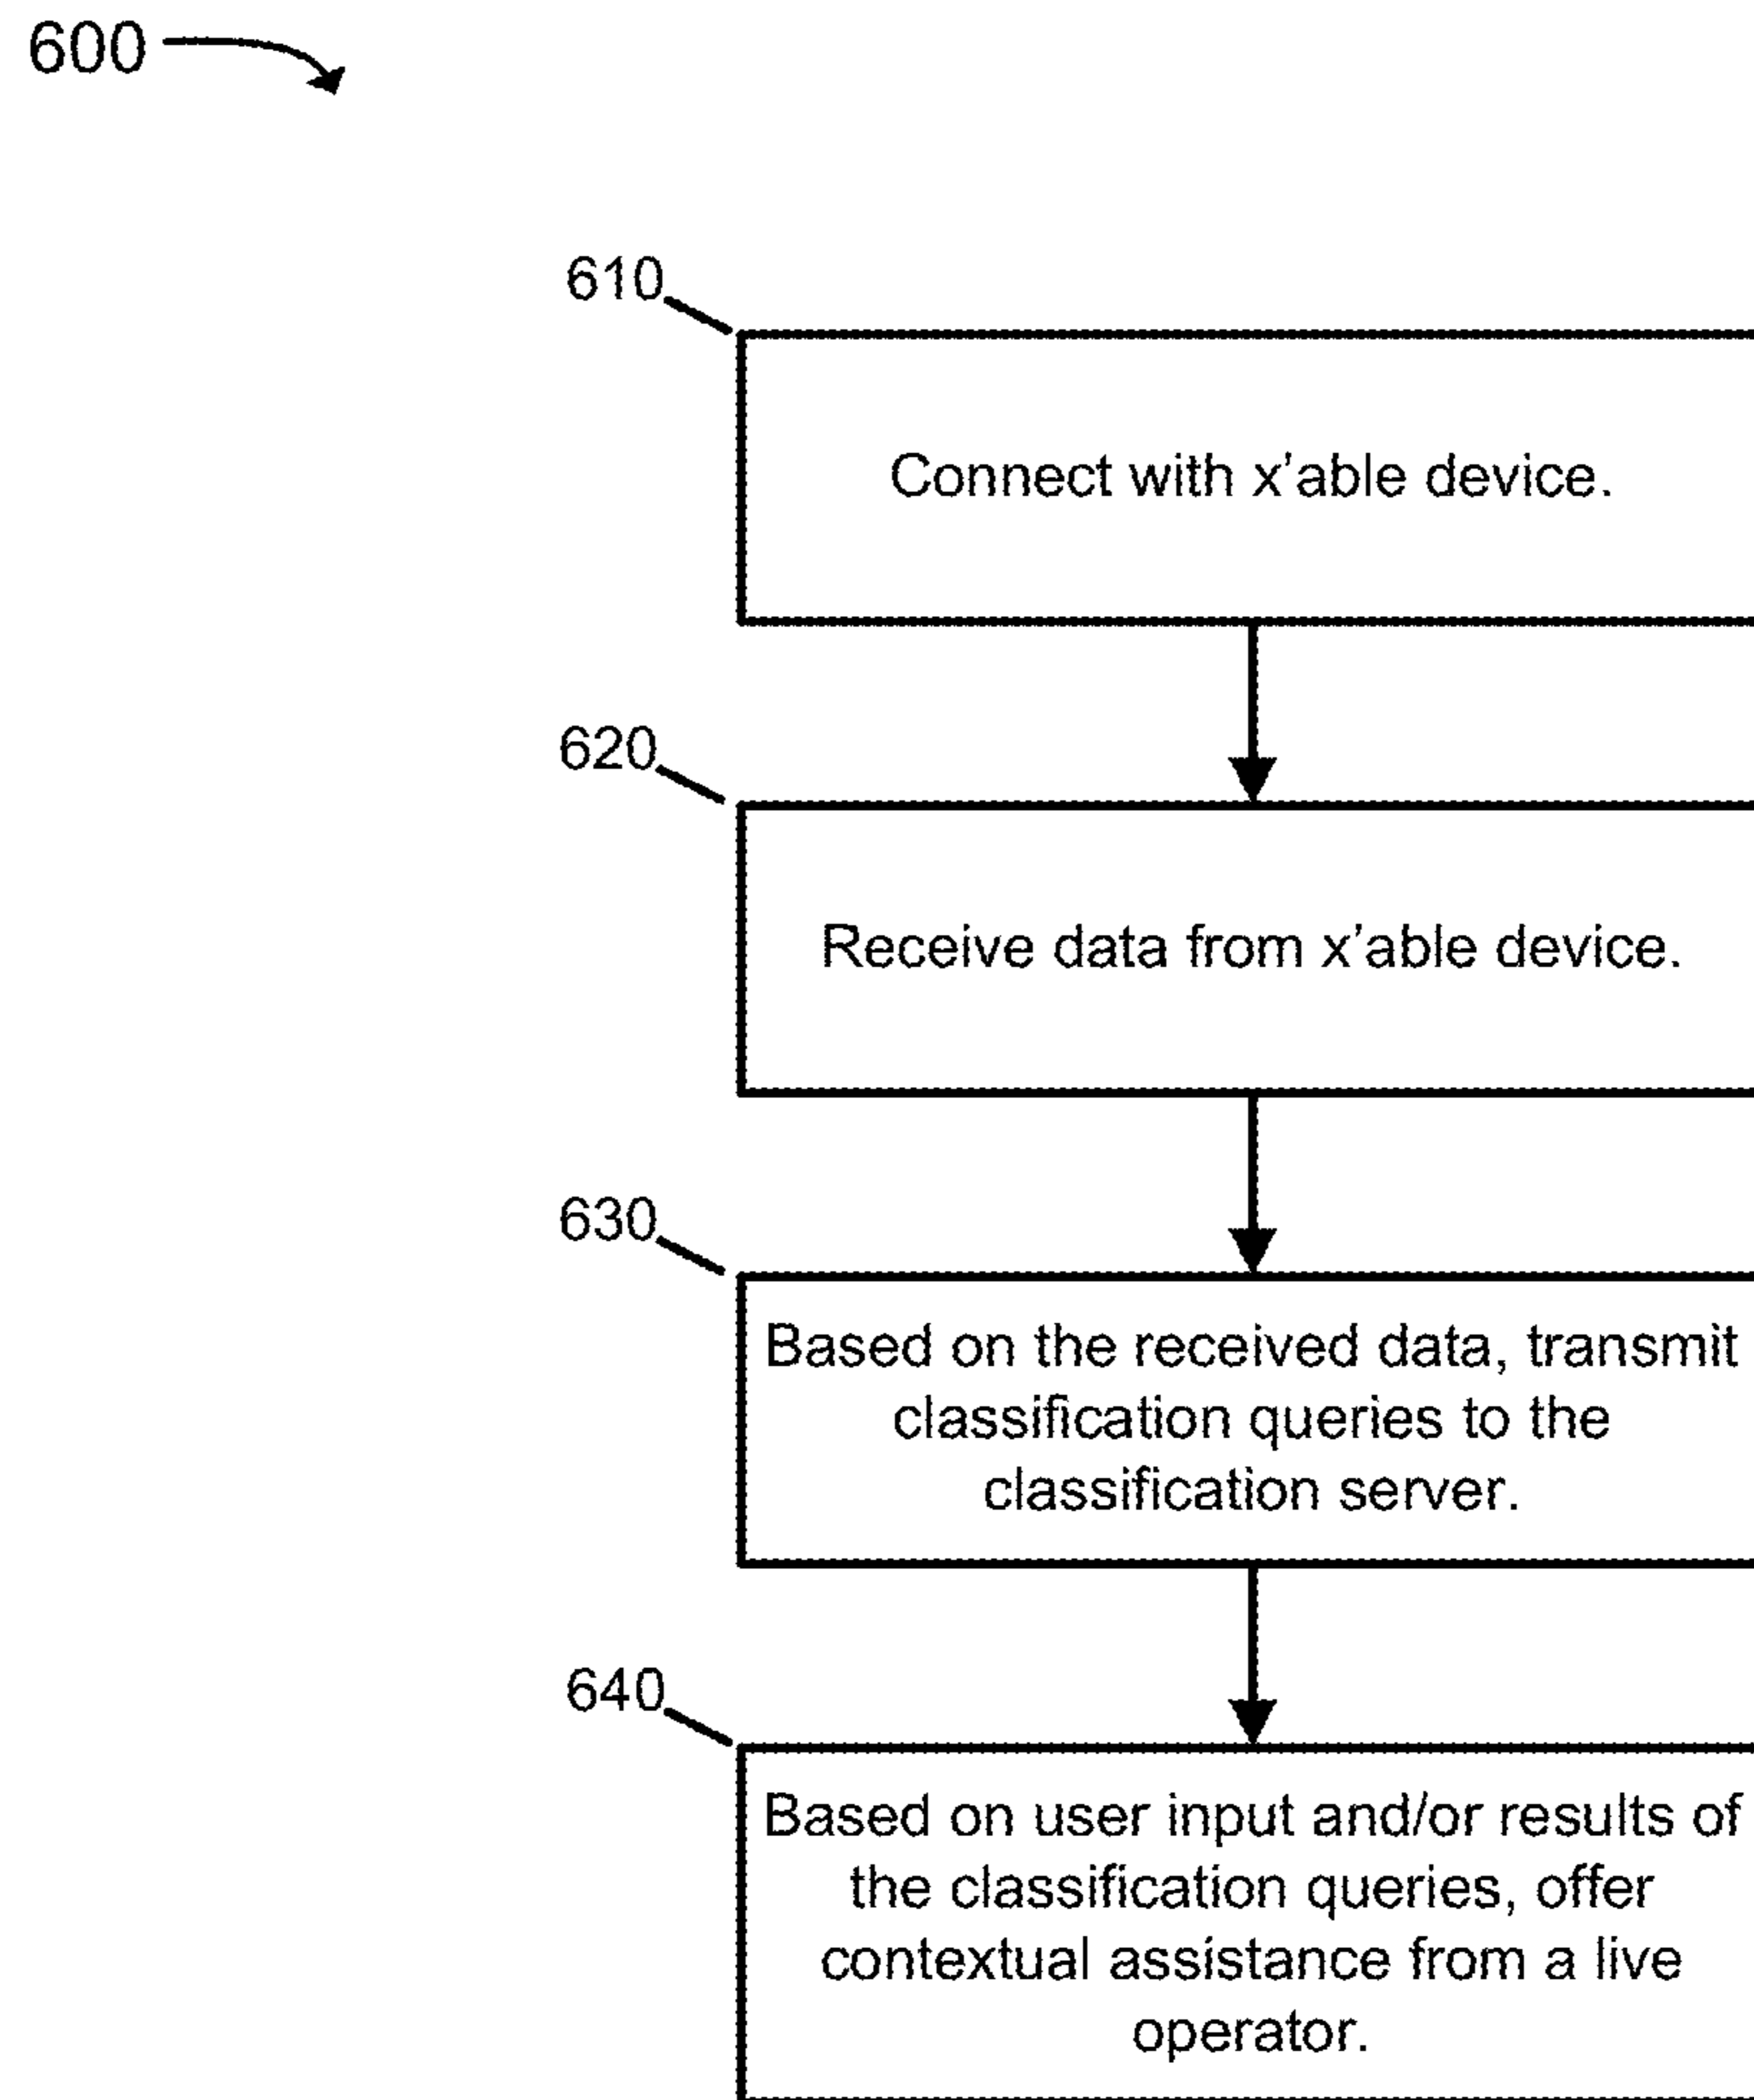 600
610
Connect with x'able device.
620
Receive data from x'able device.
630
Based on the received data, transmit
classification queries to the
classification server.
640
Based on user input and/or results of
the classification queries, offer
contextual assistance from a live
operator.